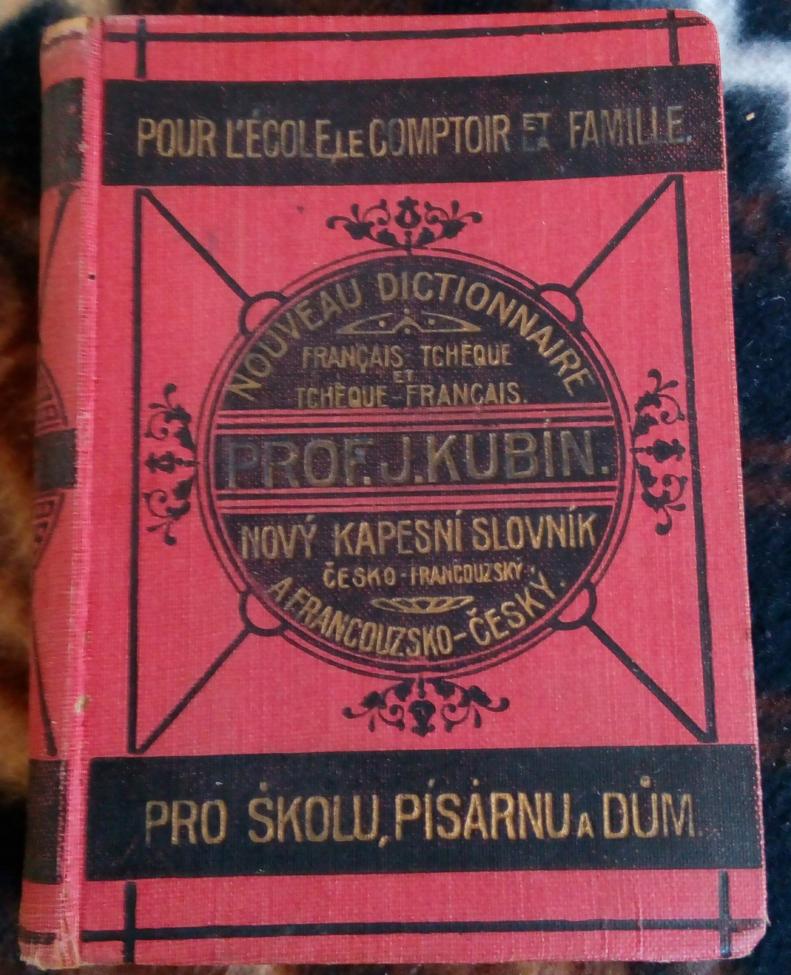 POUR L'ÉCOLE, LE COMPTOIR ET LA FAMILLE.
NOUVEAU DICTIONNAIRE
FRANÇAIS-TCHÈQUE
ET
TCHÈQUE-FRANÇAIS.
PROF. J. KUBÍN.
NOVÝ KAPESNÍ SLOVNÍK
ČESKO-FRANCOUZSKÝ
A FRANCOUZSKO-ČESKÝ.
PRO ŠKOLU, PÍSÁRNU A DŮM.